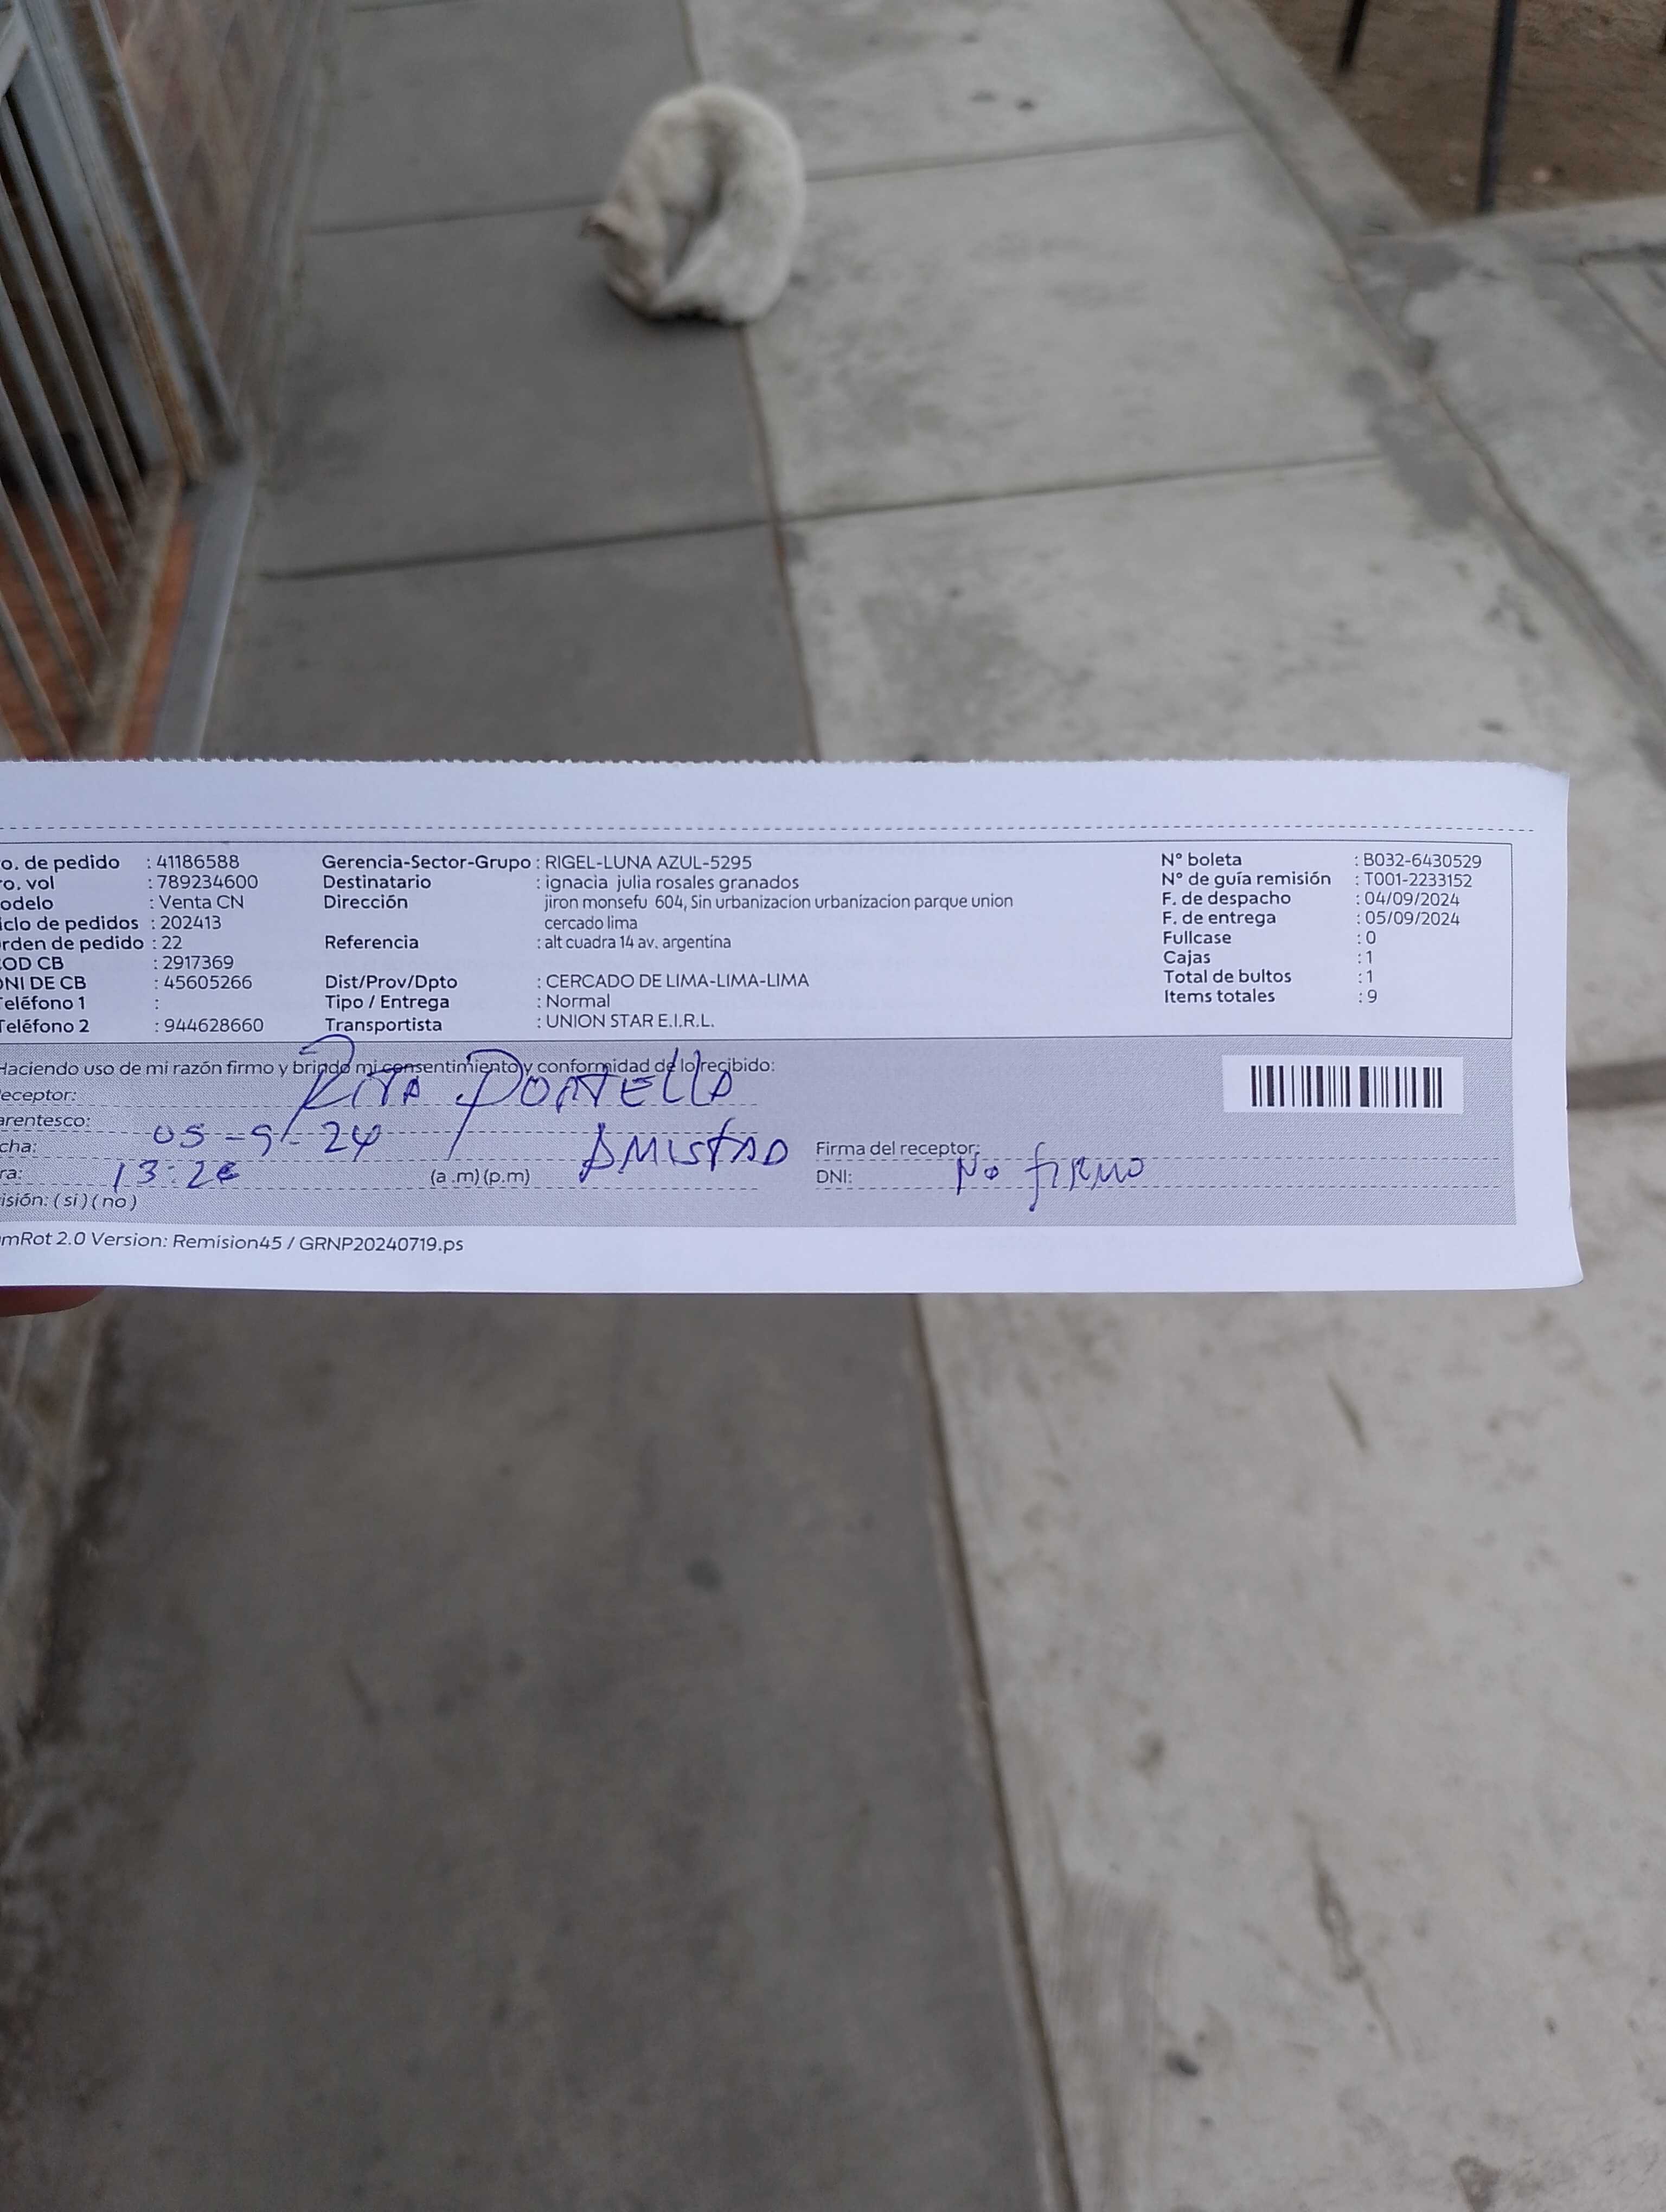 o. de pedido : 41186588
ro. vol : 789234600
odelo : Venta CN
iclo de pedidos : 202413
rden de pedido : 22
OD CB : 2917369
NI DE CB : 45605266
eléfono 1 :
Teléfono 2 : 944628660
Gerencia-Sector-Grupo : RIGEL-LUNA AZUL-5295
Destinatario : ignacia julia rosales granados
Dirección jiron monsefu 604, Sin urbanizacion urbanizacion parque union
cercado lima
Referencia : alt cuadra 14 av. argentina
Dist/Prov/Dpto : CERCADO DE LIMA-LIMA-LIMA
Tipo / Entrega : Normal
Transportista : UNION STAR E.I.R.L.
N° boleta : B032-6430529
N° de guía remisión : T001-2233152
F. de despacho : 04/09/2024
F. de entrega : 05/09/2024
Fullcase : 0
Cajas : 1
Total de bultos : 1
Items totales : 9
Haciendo uso de mi razón firmo y brindo mi consentimiento y conformidad de lo recibido:
eceptor: RITA
arentesco: AMISTAD
cha: 05-9-24
ra: 13:2 (a .m) (p.m)
isión: ( si ) ( no )
Firma del receptor:
DNI: No firmo
mRot 2.0 Version: Remision45 / GRNP20240719.ps